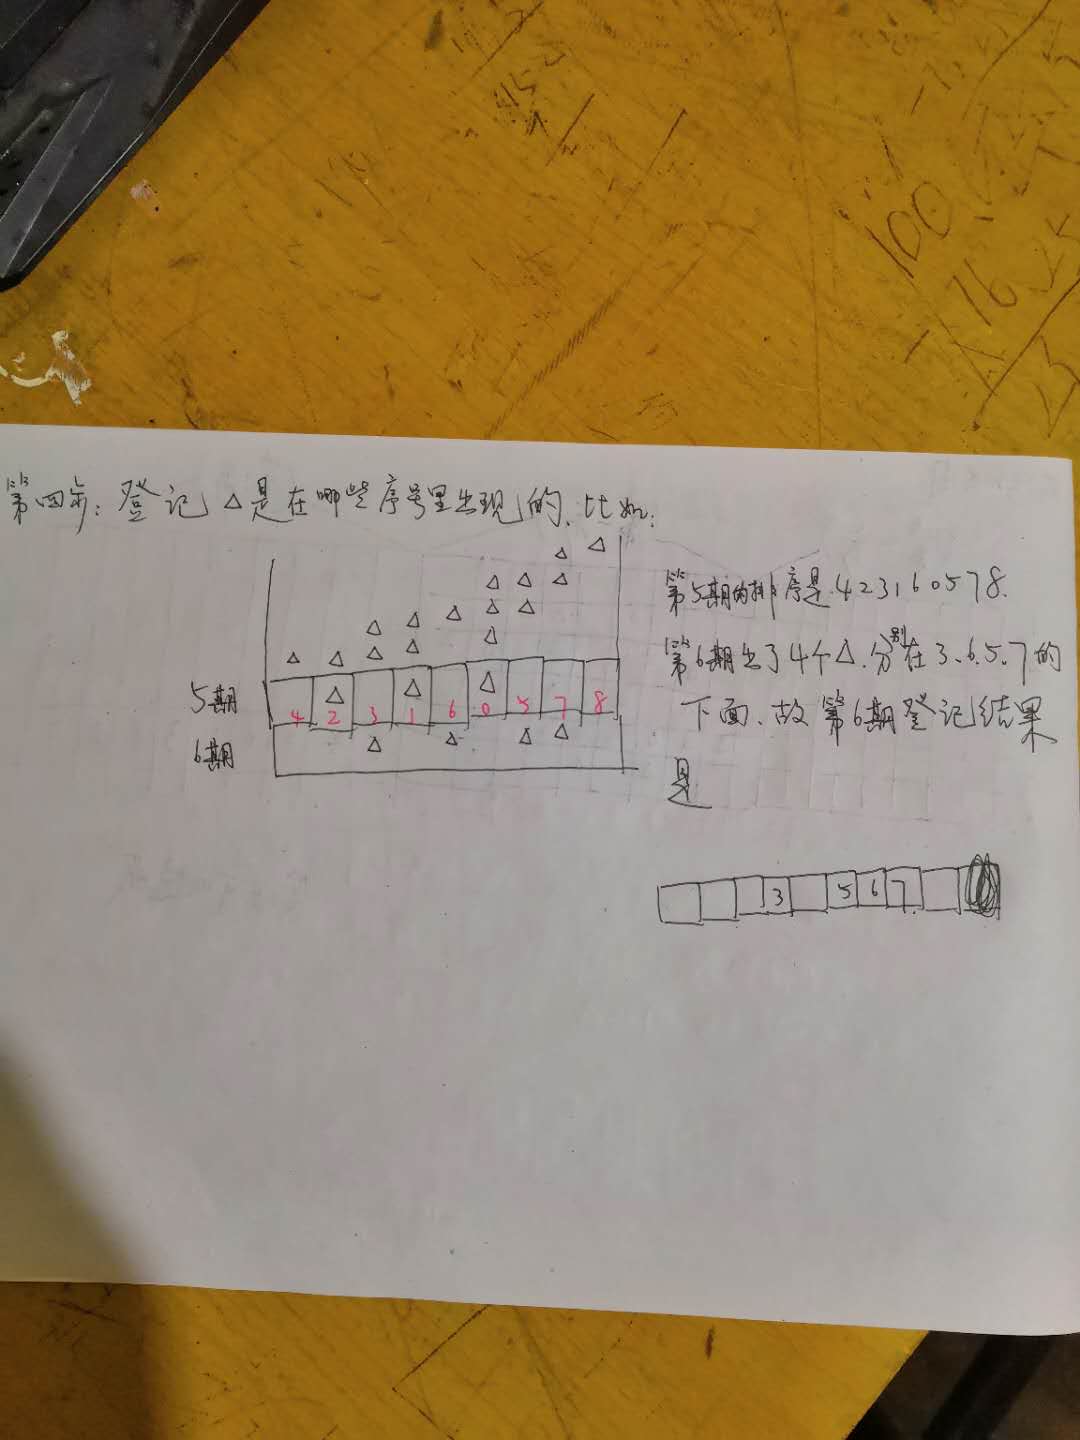 100
16
第四步：登记△是在哪些序号里出现的，比如：
第5期的排序是.423160578.
第6期出了4个△.分别在3、6、5、7的
下面、故第6期登记结果
是
5期
4 2 3 1 6 0 5 7 8
6期
3 5 6 7